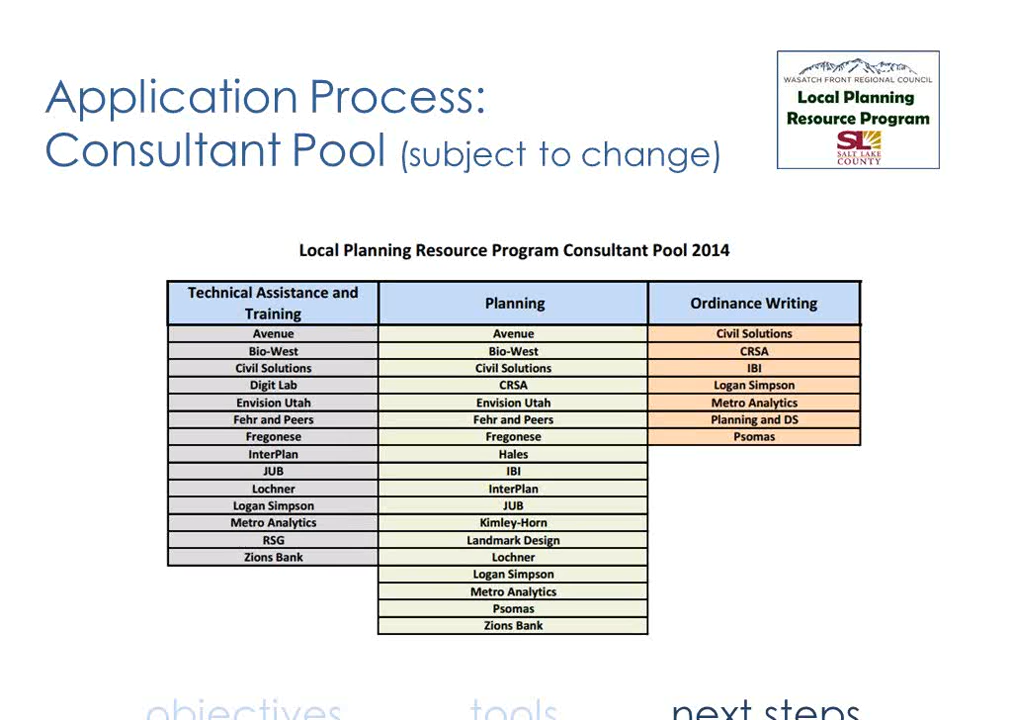 Application Process:
Consultant Pool (subject to change)
WASATCH FRONT REGIONAL COUNCIL
Local Planning
Resource Program
SL
SALT LAKE
COUNTY
Local Planning Resource Program Consultant Pool 2014
Technical Assistance and
Training
Planning
Ordinance Writing
Avenue Avenue Civil Solutions
Bio-West Bio-West CRSA
Civil Solutions Civil Solutions IBI
Digit Lab CRSA Logan Simpson
Envision Utah Envision Utah Metro Analytics
Fehr and Peers Fehr and Peers Planning and DS
Fregonese Fregonese Psomas
InterPlan Hales
JUB IBI
Lochner InterPlan
Logan Simpson JUB
Metro Analytics Kimley-Horn
RSG Landmark Design
Zions Bank Lochner
Logan Simpson
Metro Analytics
Psomas
Zions Bank
objectives tools next steps